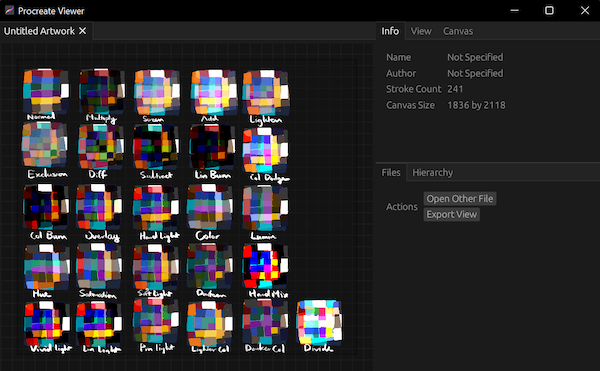 Procreate Viewer
Untitled Artwork
Info View Canvas
Name Not Specified
Author Not Specified
Stroke Count 241
Canvas Size 1836 by 2118
Files Hierarchy
Actions Open Other File
Export View
Normal Multiply Screen Add Lighten
Exclusion Diff Subtract Lin Burn Col Dodge
Col Burn Overlay Hard Light Color Lumin
Hue Saturation Soft Light Darken Hard Mix
Vivid light Lin Light Pin light Lighter Col Darker Col Divide